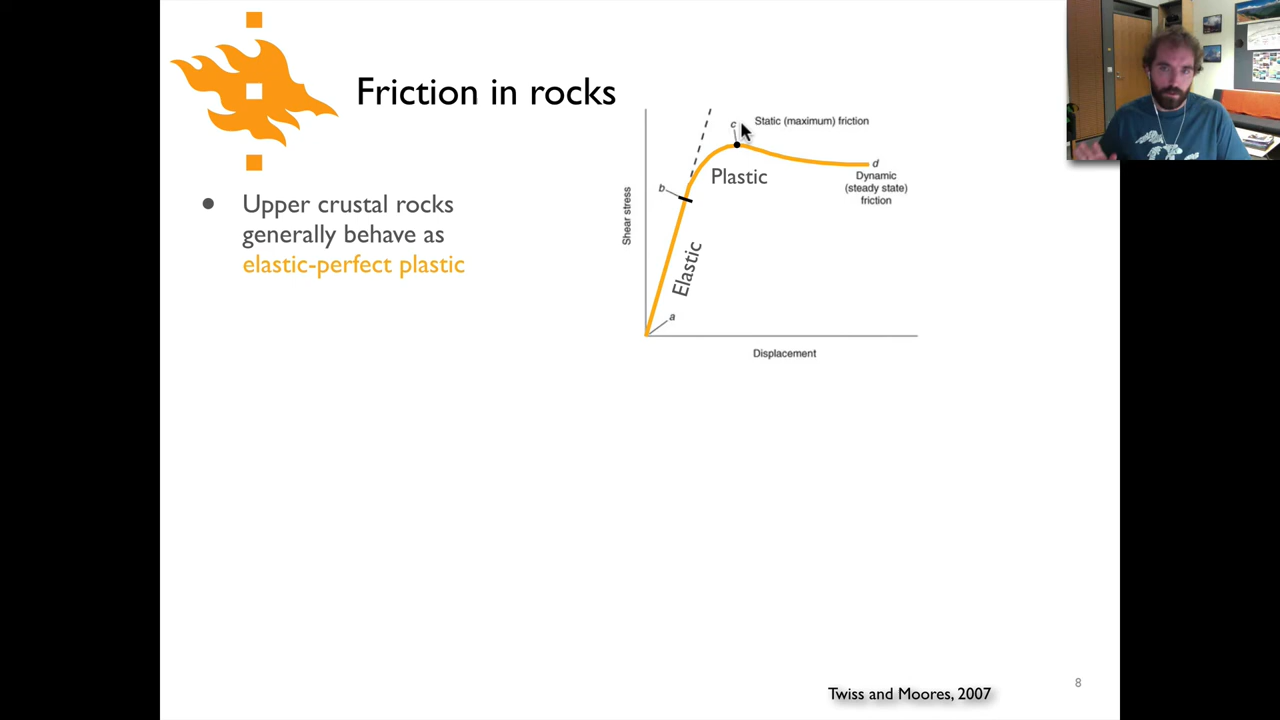 Friction in rocks
● Upper crustal rocks
generally behave as
elastic-perfect plastic
c
Static (maximum) friction
b
Plastic
d
Dynamic
(steady state)
friction
Shear stress
Elastic
a
Displacement
Twiss and Moores, 2007
8